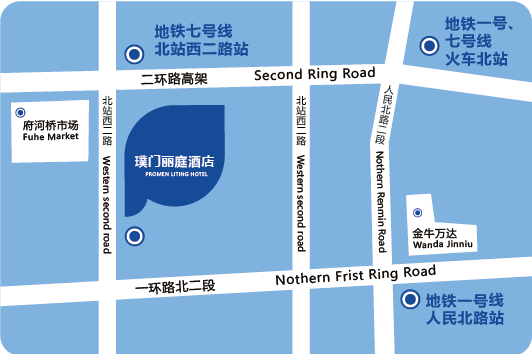 地铁七号线
北站西二路站
地铁一号、
七号线
火车北站
二环路高架
Second Ring Road
府河桥市场
Fuhe Market
北站西二路
Western second road
璞门丽庭酒店
PROMEN LITING HOTEL
北站西二路
Western second road
人民北路二段
Nothern Renmin Road
金牛万达
Wanda Jinniu
一环路北二段
Nothern Frist Ring Road
地铁一号线
人民北路站